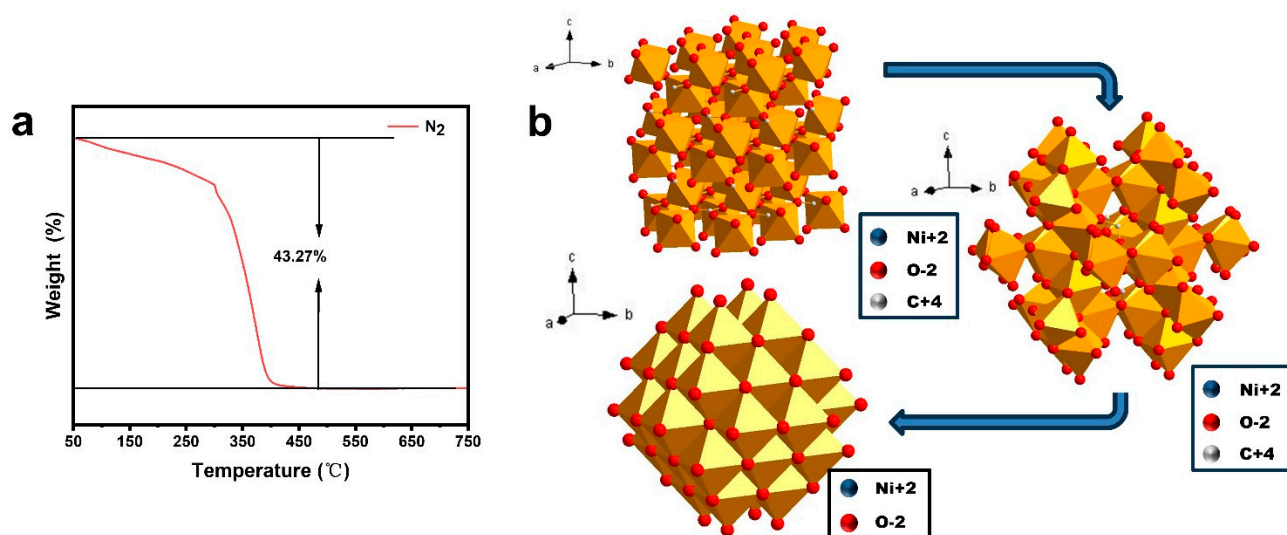 a
N2
Weight (%)
43.27%
50 150 250 350 450 550 650 750
Temperature (℃)
b
c
a
b
Ni+2
O-2
C+4
c
a
b
Ni+2
O-2
C+4
c
a
b
Ni+2
O-2